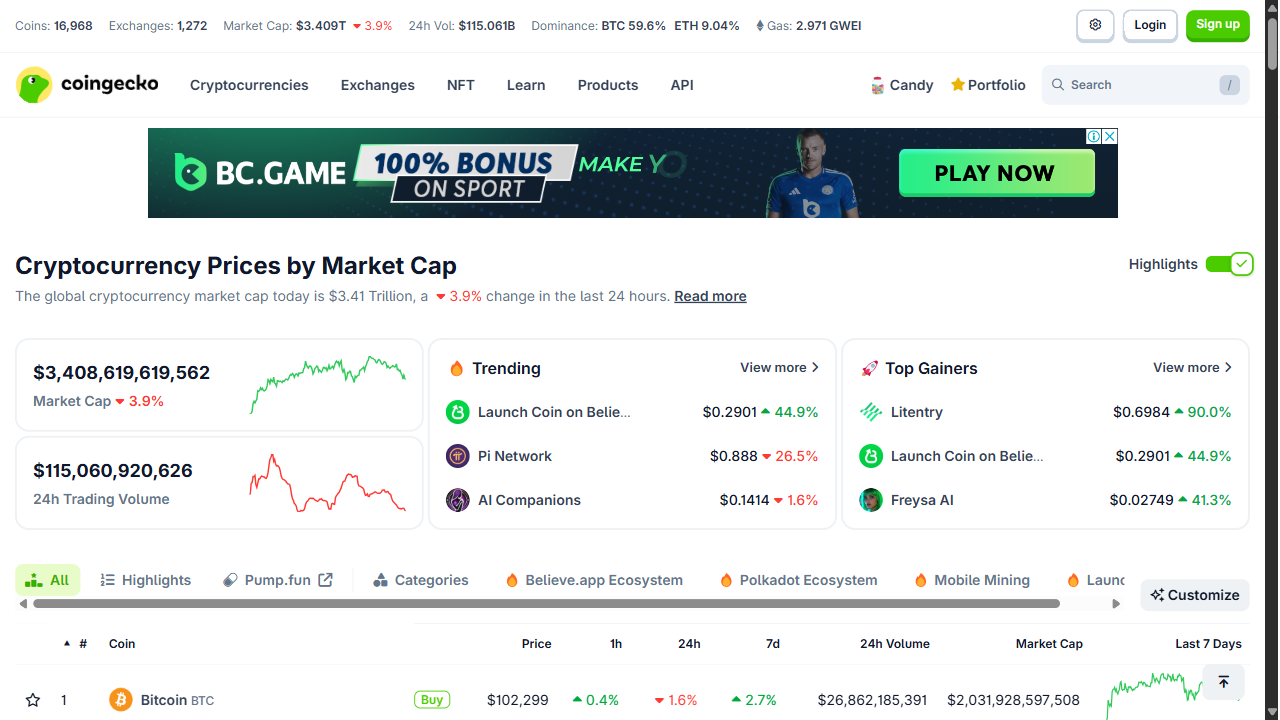 Coins: 16,968 Exchanges: 1,272 Market Cap: $3.409T 3.9% 24h Vol: $115.061B Dominance: BTC 59.6% ETH 9.04% Gas: 2.971 GWEI Login Sign up
coingecko Cryptocurrencies Exchanges NFT Learn Products API Candy Portfolio Search /
BC.GAME 100% BONUS ON SPORT MAKE YO PLAY NOW
Cryptocurrency Prices by Market Cap Highlights
The global cryptocurrency market cap today is $3.41 Trillion, a 3.9% change in the last 24 hours. Read more
$3,408,619,619,562
Market Cap 3.9%
$115,060,920,626
24h Trading Volume
Trending View more
Launch Coin on Belie... $0.2901 44.9%
Pi Network $0.888 26.5%
AI Companions $0.1414 1.6%
Top Gainers View more
Litentry $0.6984 90.0%
Launch Coin on Belie... $0.2901 44.9%
Freysa AI $0.02749 41.3%
All Highlights Pump.fun Categories Believe.app Ecosystem Polkadot Ecosystem Mobile Mining Launc
Customize
# Coin Price 1h 24h 7d 24h Volume Market Cap Last 7 Days
1 Bitcoin BTC Buy $102,299 0.4% 1.6% 2.7% $26,862,185,391 $2,031,928,597,508